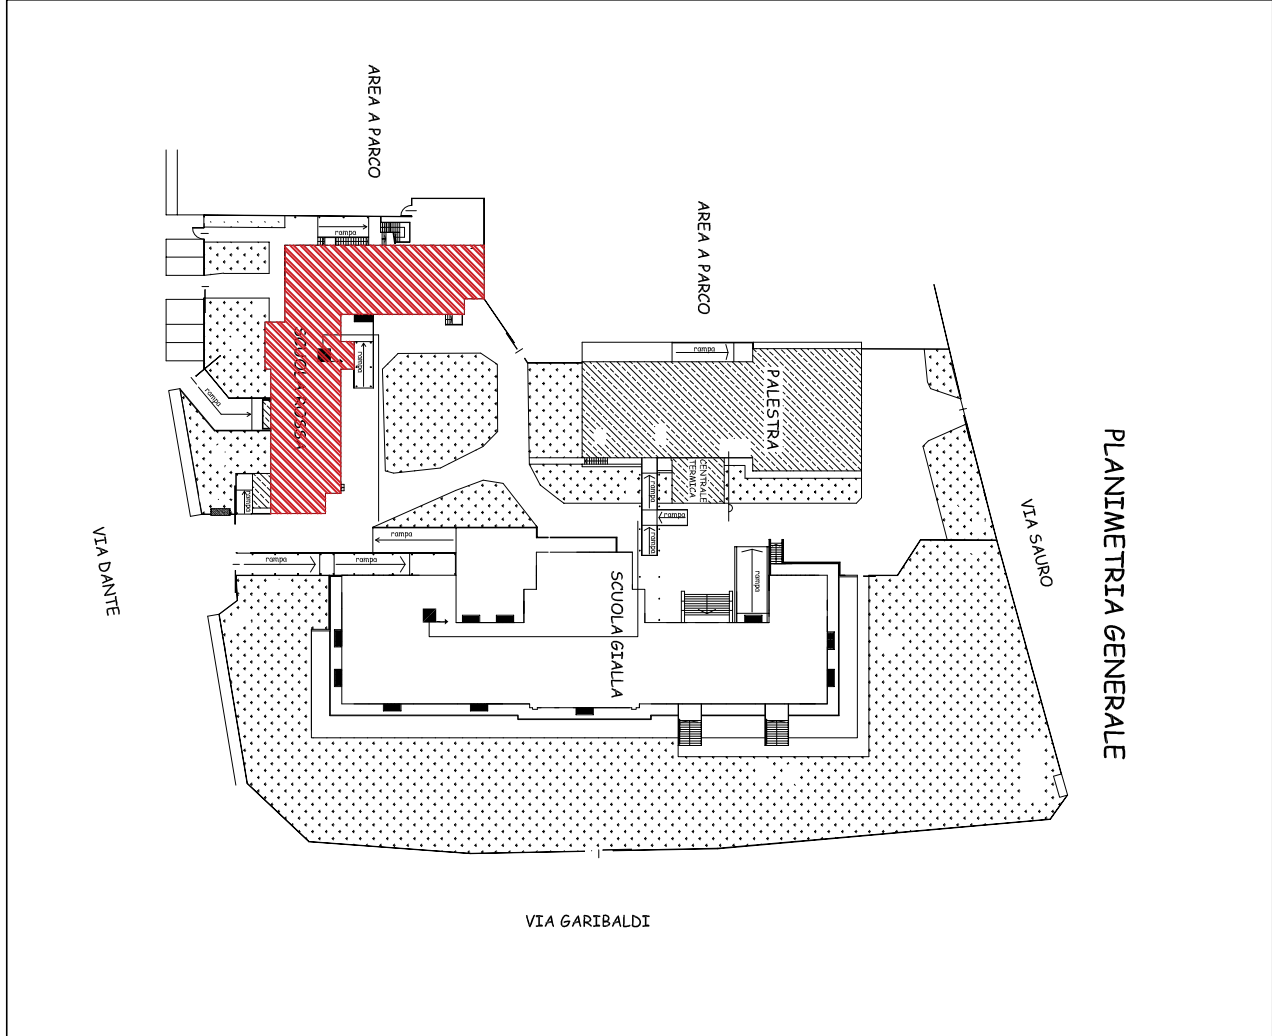 PLANIMETRIA GENERALE
AREA A PARCO
AREA A PARCO
rampa
rampa
SCUOLA ROSSA
rampa
rampa
rampa
PALESTRA
CENTRALE
TERMICA
rampa
rampa
rampa
rampa
rampa
rampa
rampa
SCUOLA GIALLA
VIA SAURO
VIA DANTE
VIA GARIBALDI